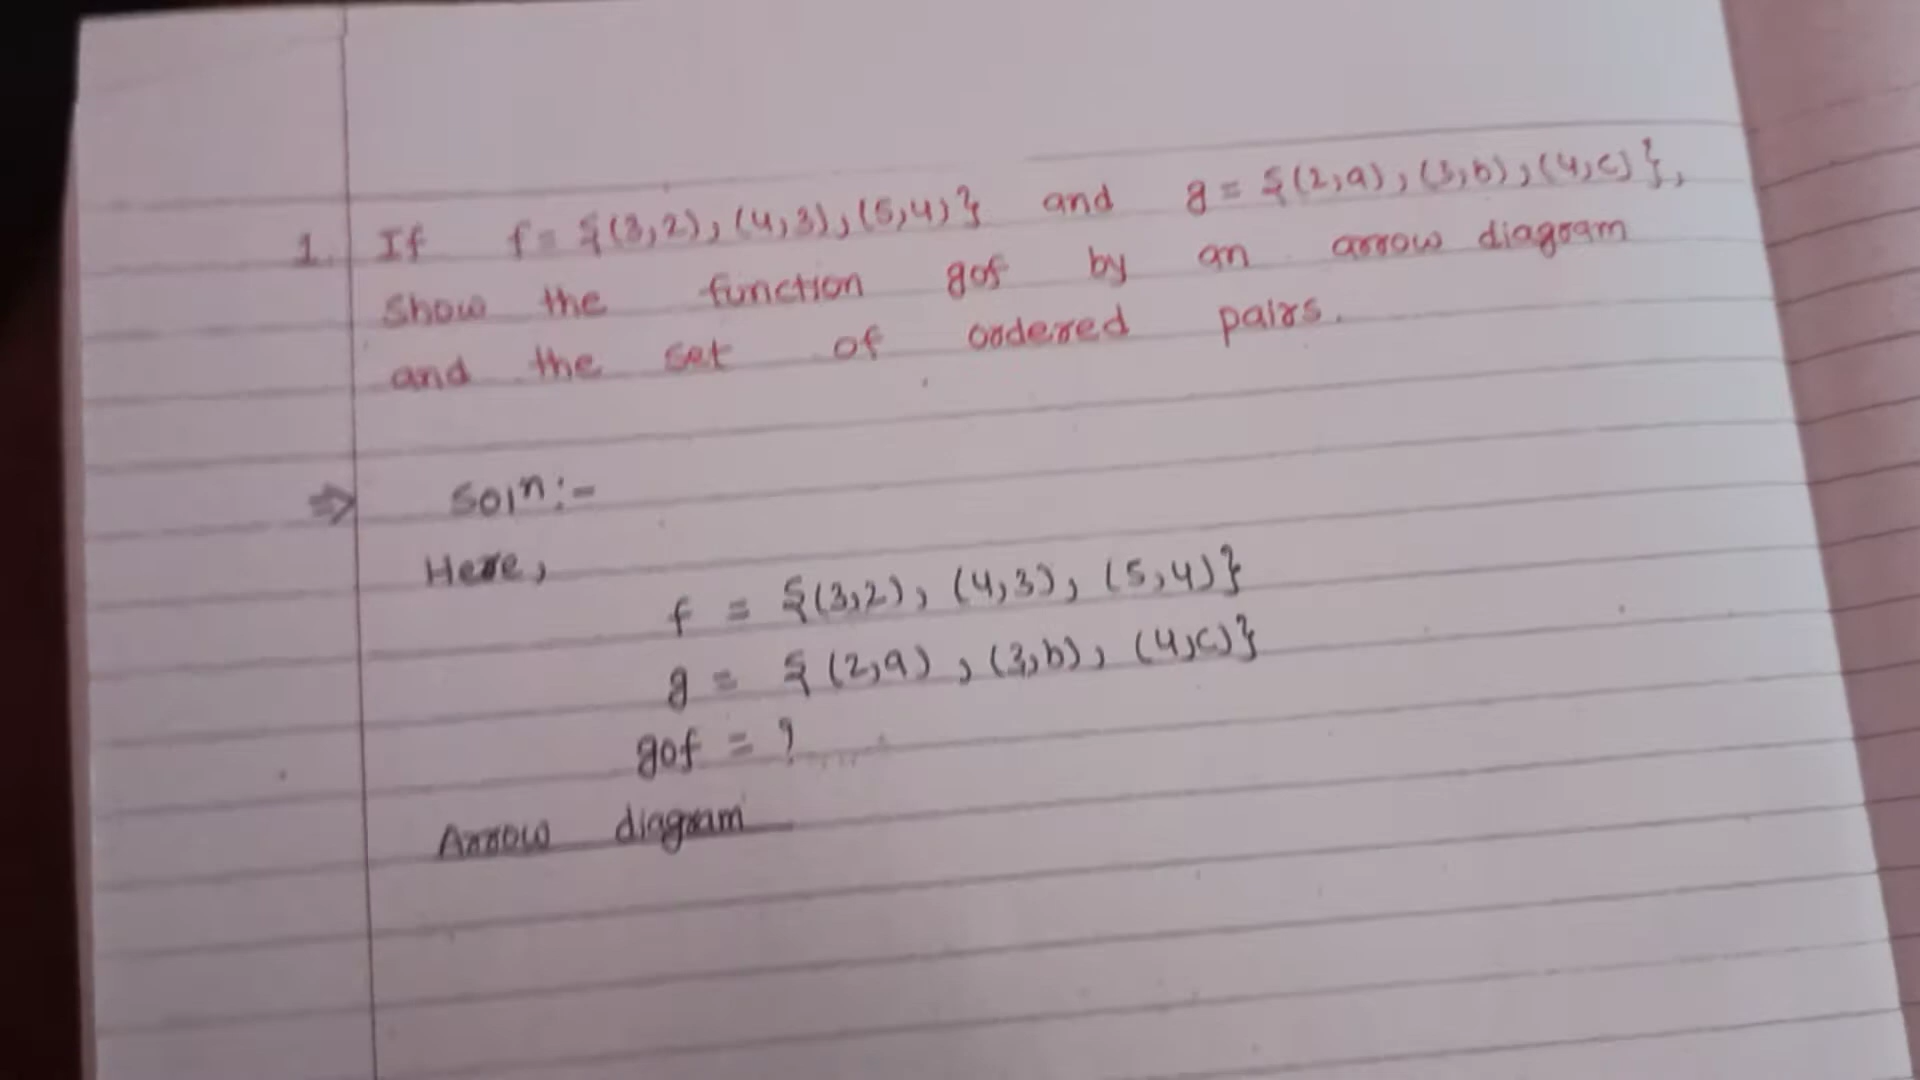 1. If f = {(3,2), (4,3), (5,4)} and g = {(2,a), (3,b), (4,c)},
show the function gof by an arrow diagram
and the set of ordered pairs.
⇒ Solⁿ:-
Here,
f = {(3,2), (4,3), (5,4)}
g = {(2,a), (3,b), (4,c)}
gof = ?
Arrow diagram